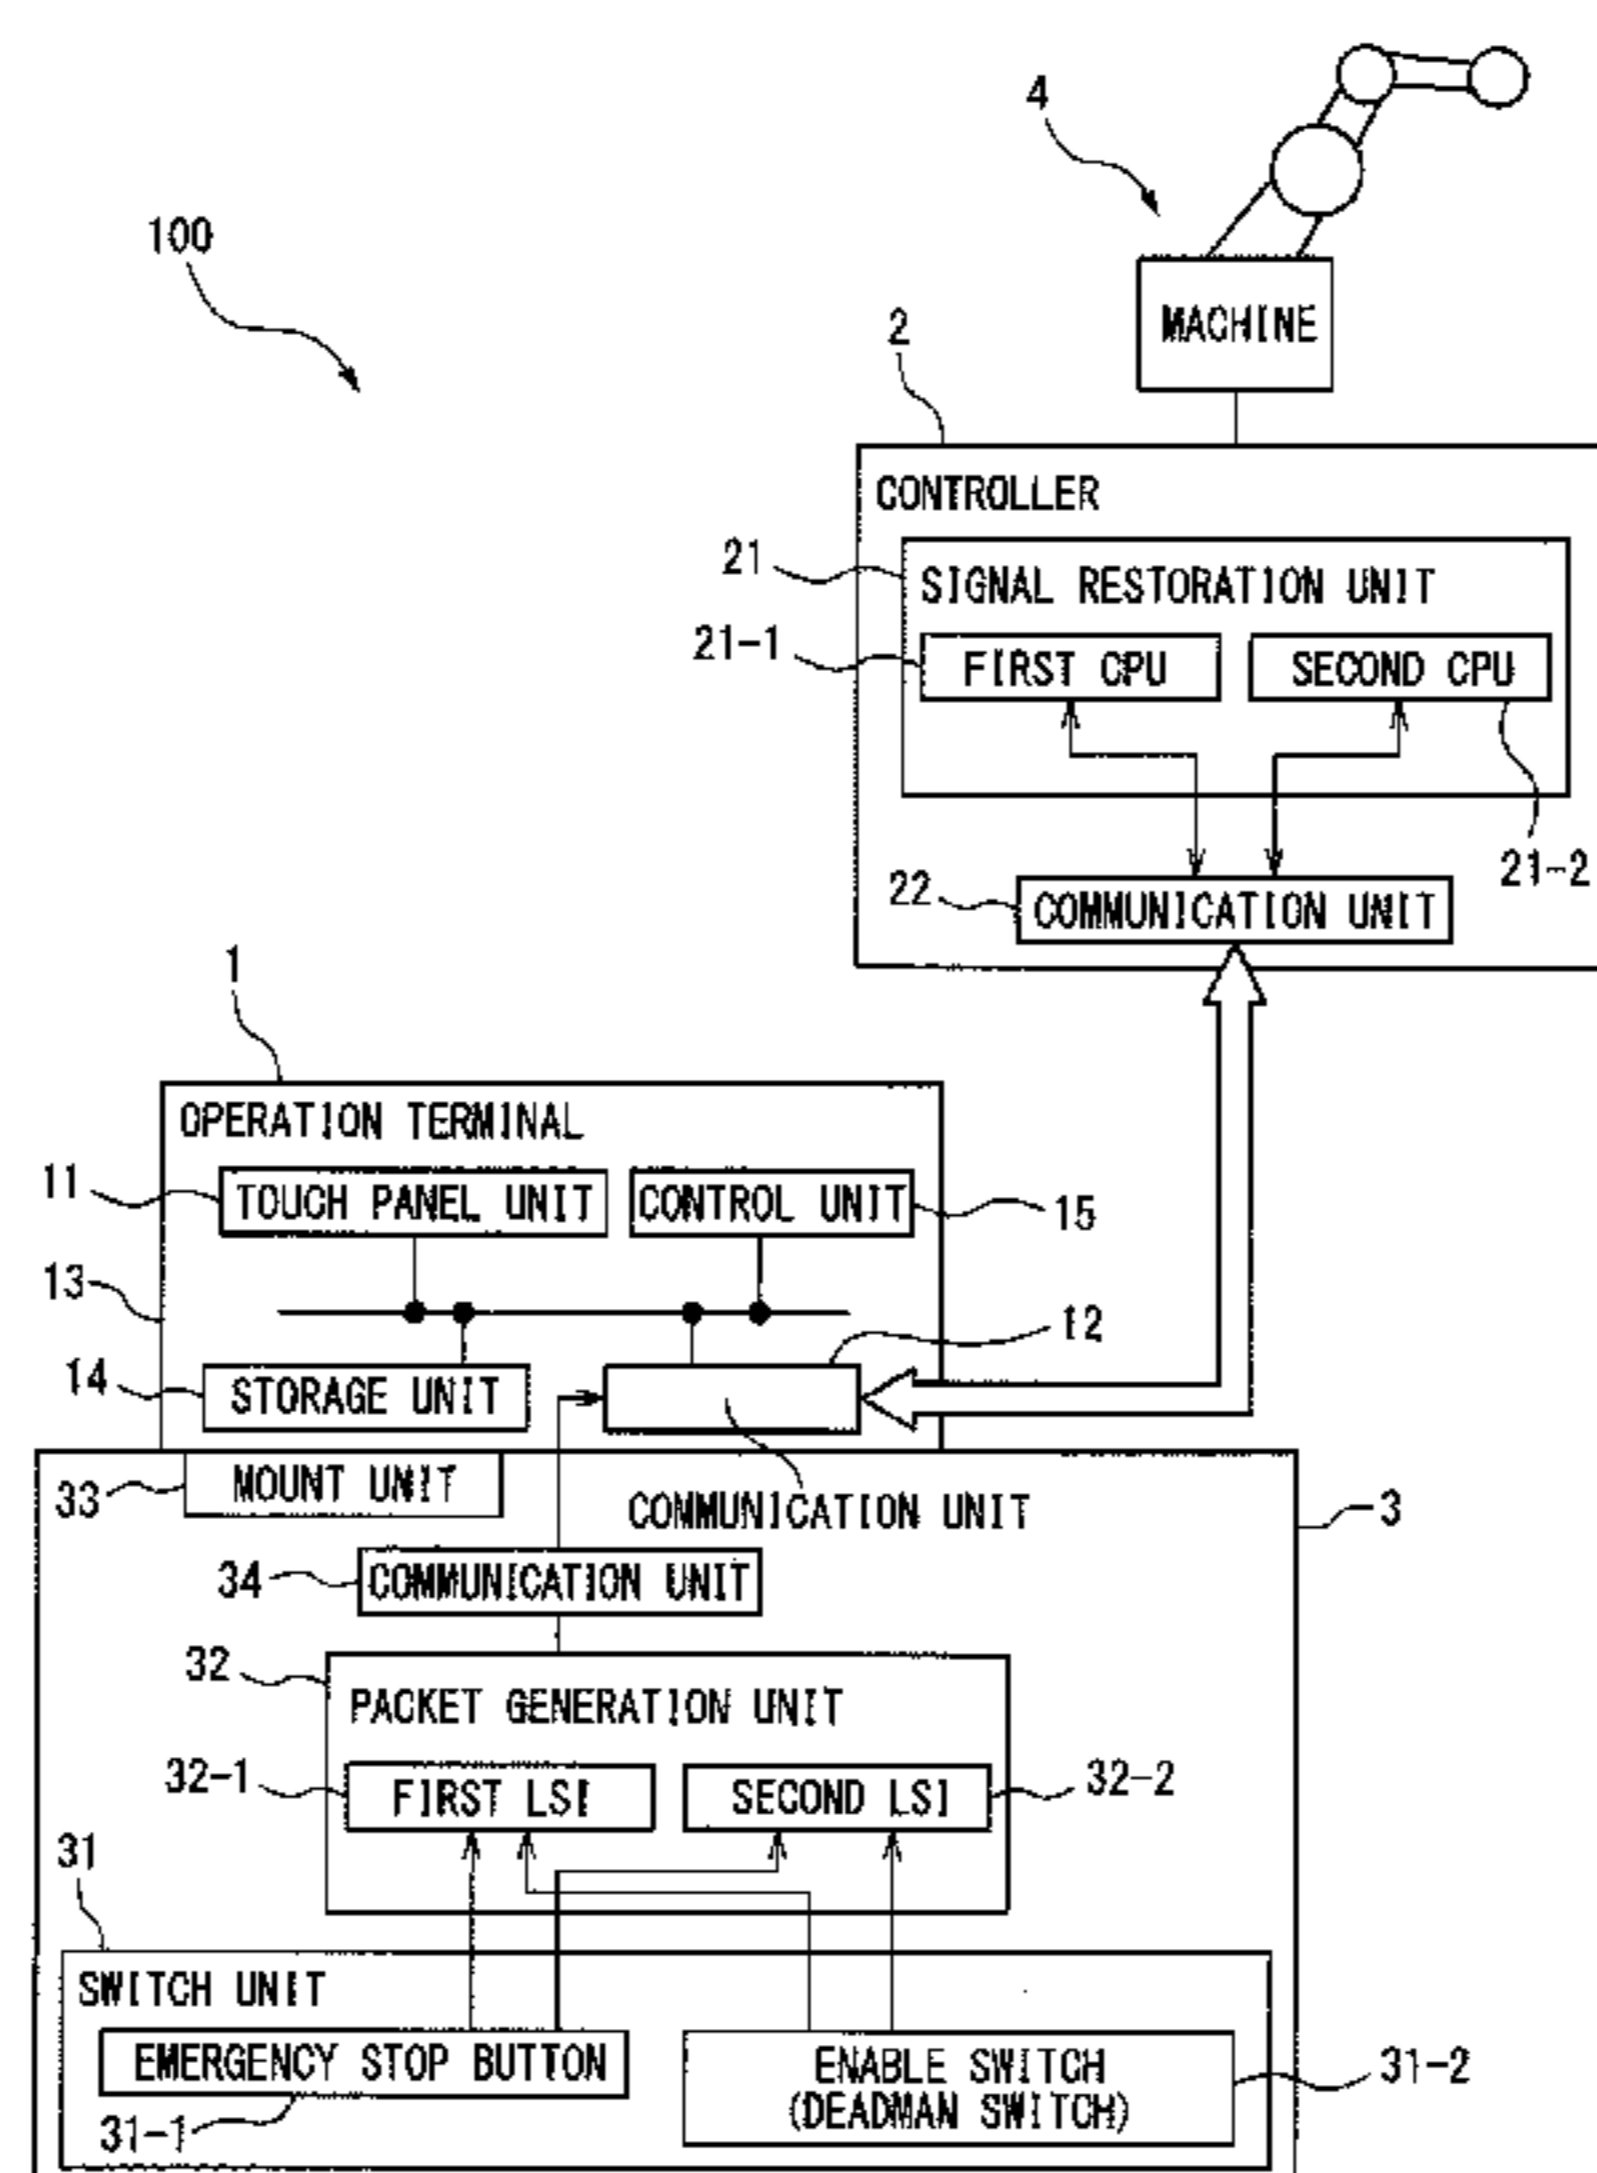 4
100
MACHINE
2
CONTROLLER
21
SIGNAL RESTORATION UNIT
21-1
FIRST CPU
SECOND CPU
21-2
22
COMMUNICATION UNIT
1
OPERATION TERMINAL
11
TOUCH PANEL UNIT
CONTROL UNIT
15
13
12
14
STORAGE UNIT
33
MOUNT UNIT
COMMUNICATION UNIT
3
34
COMMUNICATION UNIT
32
PACKET GENERATION UNIT
32-1
FIRST LSI
SECOND LSI
32-2
31
SWITCH UNIT
EMERGENCY STOP BUTTON
ENABLE SWITCH
(DEADMAN SWITCH)
31-2
31-1